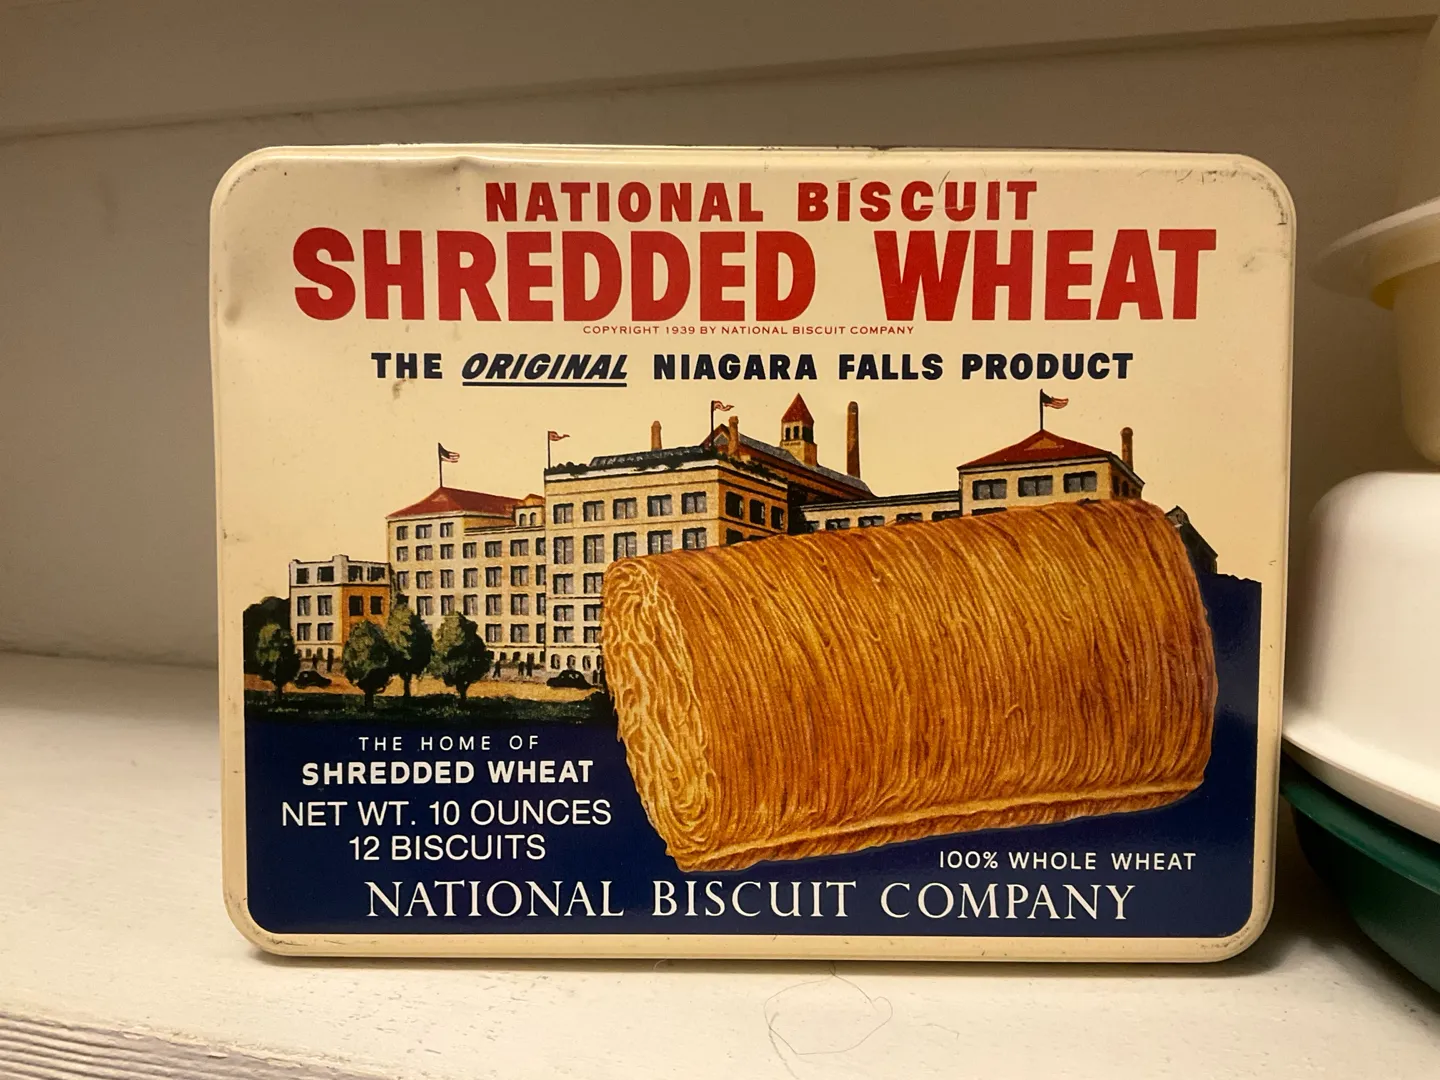 NATIONAL BISCUIT
SHREDDED WHEAT
COPYRIGHT 1939 BY NATIONAL BISCUIT COMPANY
THE ORIGINAL NIAGARA FALLS PRODUCT
THE HOME OF
SHREDDED WHEAT
NET WT. 10 OUNCES
12 BISCUITS
100% WHOLE WHEAT
NATIONAL BISCUIT COMPANY